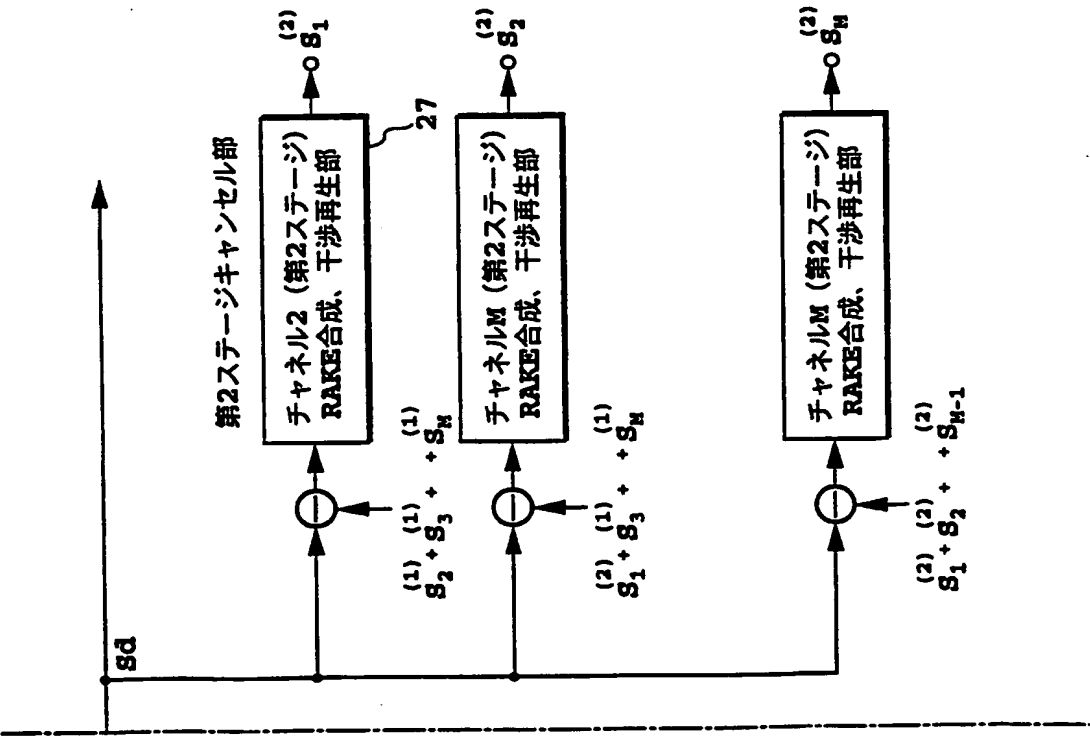 Sd
第2ステージキャンセル部
チャネル2 (第2ステージ)
RAKE合成、干渉再生部
27
S₁⁽²⁾
S₂⁽¹⁾ + S₃⁽¹⁾ + + S_M⁽¹⁾
チャネルM (第2ステージ)
RAKE合成、干渉再生部
S₂⁽²⁾
S₁⁽²⁾ + S₃⁽¹⁾ + + S_M⁽¹⁾
チャネルM (第2ステージ)
RAKE合成、干渉再生部
S_M⁽²⁾
S₁⁽²⁾ + S₂⁽²⁾ + + S_M-1⁽²⁾